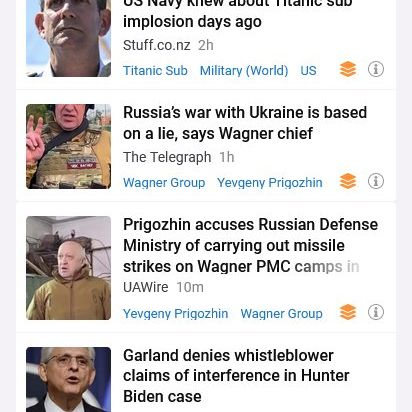 US Navy knew about Titanic sub
implosion days ago
Stuff.co.nz 2h
Titanic Sub Military (World) US
Russia’s war with Ukraine is based
on a lie, says Wagner chief
The Telegraph 1h
Wagner Group Yevgeny Prigozhin
Prigozhin accuses Russian Defense
Ministry of carrying out missile
strikes on Wagner PMC camps in
UAWire 10m
Yevgeny Prigozhin Wagner Group
Garland denies whistleblower
claims of interference in Hunter
Biden case